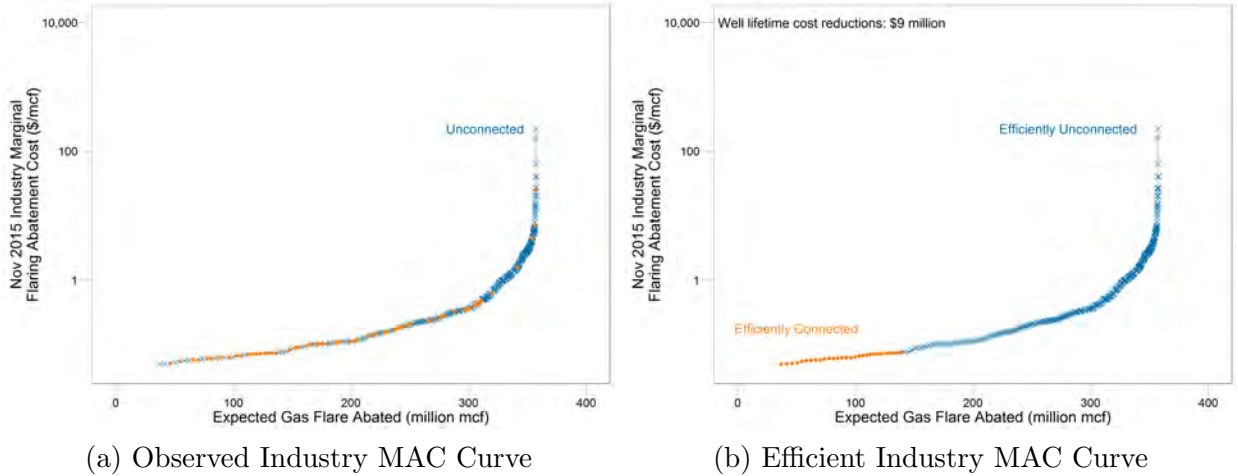 10,000
100
1
Nov 2015 Industry Marginal
Flaring Abatement Cost ($/mcf)
Unconnected
0 100 200 300 400
Expected Gas Flare Abated (million mcf)
(a) Observed Industry MAC Curve
10,000
100
1
Nov 2015 Industry Marginal
Flaring Abatement Cost ($/mcf)
Well lifetime cost reductions: $9 million
Efficiently Unconnected
Efficiently Connected
0 100 200 300 400
Expected Gas Flare Abated (million mcf)
(b) Efficient Industry MAC Curve